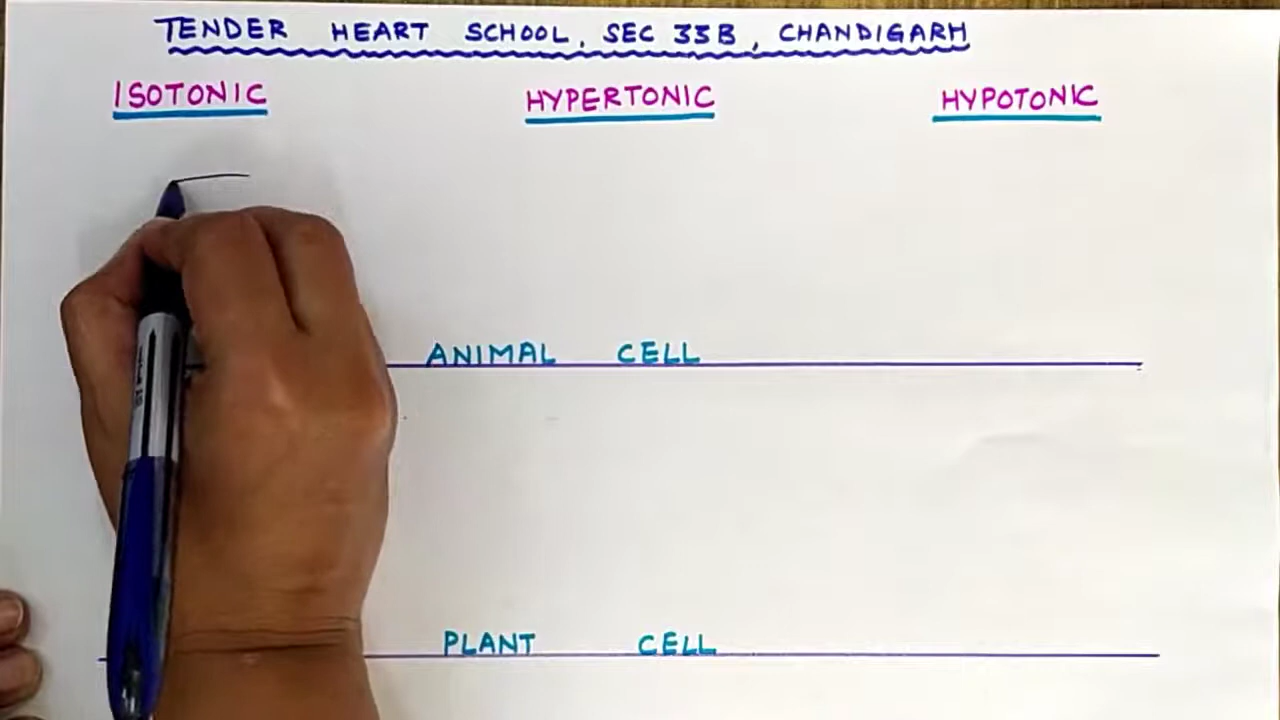 TENDER HEART SCHOOL, SEC 33B, CHANDIGARH
ISOTONIC HYPERTONIC HYPOTONIC
ANIMAL CELL
PLANT CELL